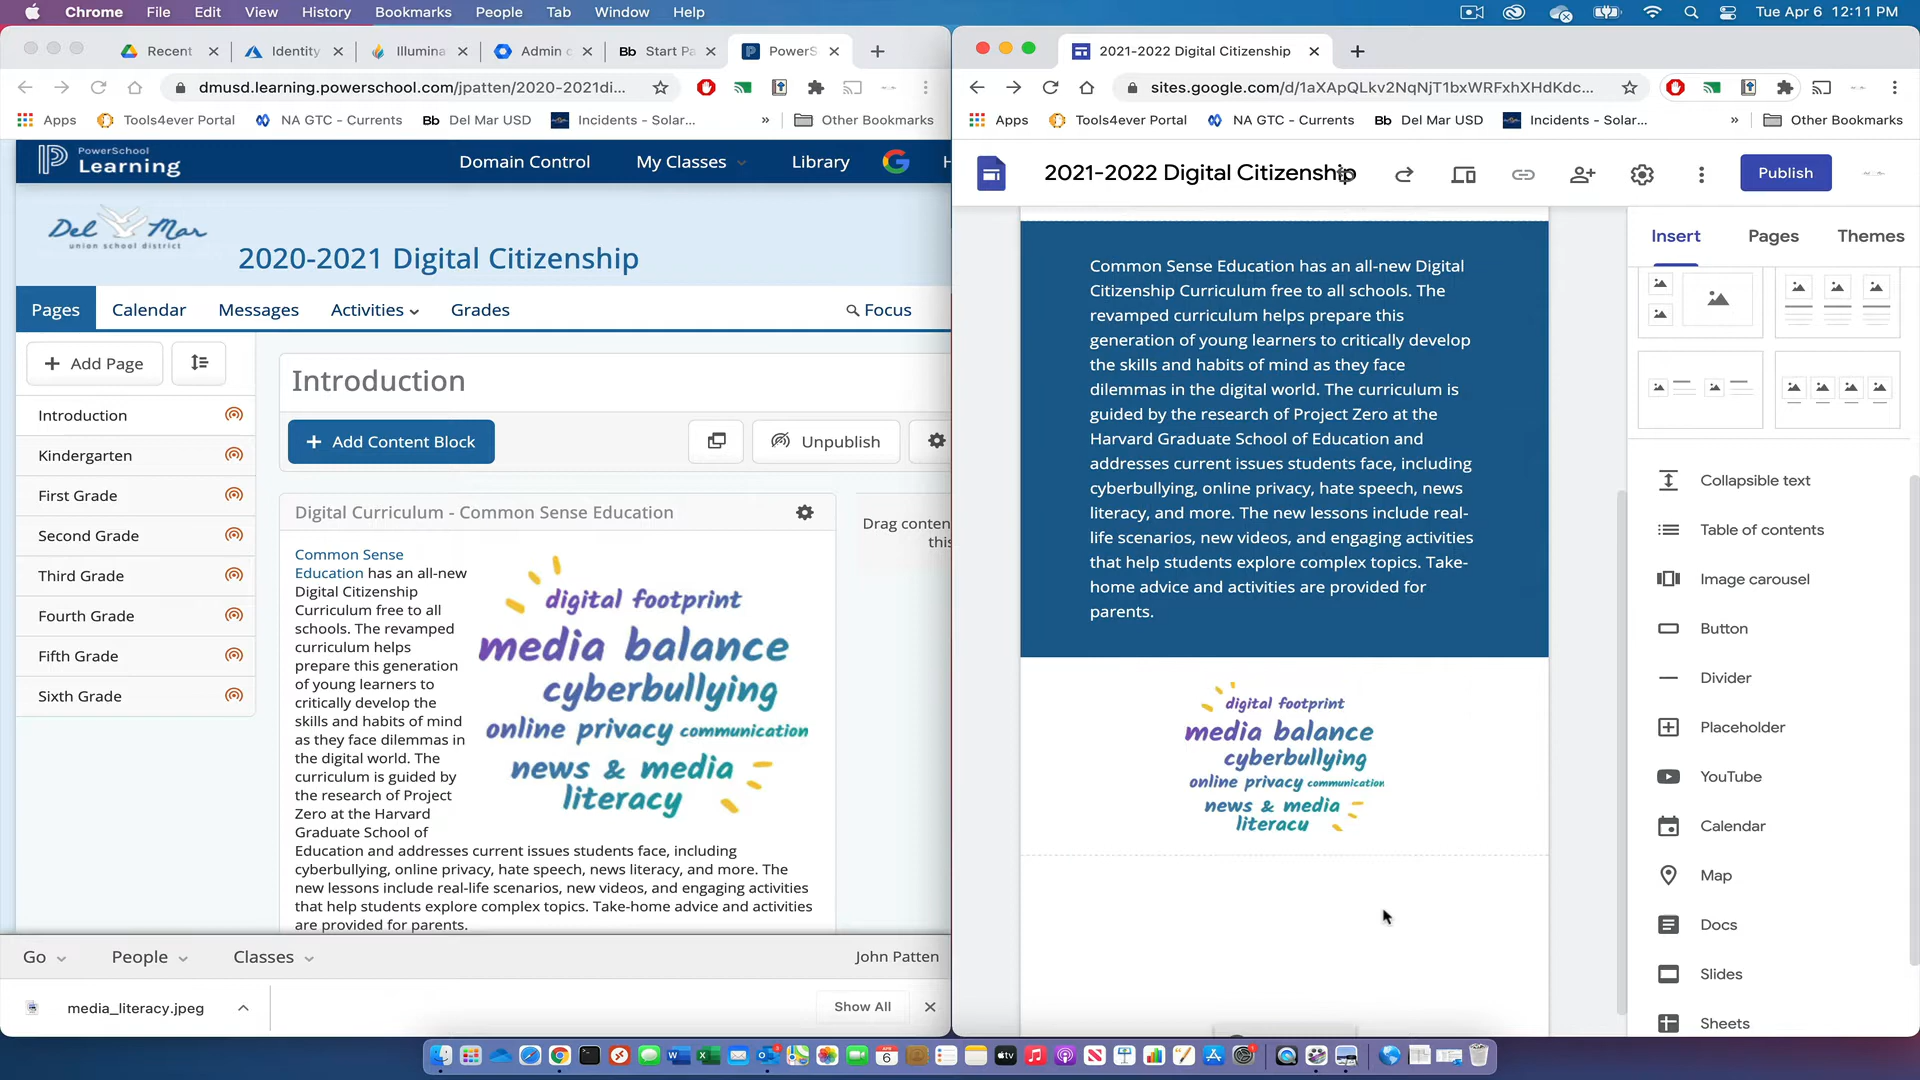 Chrome File Edit View History Bookmarks People Tab Window Help
Tue Apr 6 12:11 PM
Recent
Identity
Illumina
Admin c
Bb Start Pa
PowerS
dmusd.learning.powerschool.com/jpatten/2020-2021di...
Apps Tools4ever Portal NA GTC - Currents Bb Del Mar USD Incidents - Solar... » Other Bookmarks
PowerSchool
Learning
Domain Control My Classes Library G H
Del Mar
union school district
2020-2021 Digital Citizenship
Pages Calendar Messages Activities Grades Focus
+ Add Page
Introduction
Kindergarten
First Grade
Second Grade
Third Grade
Fourth Grade
Fifth Grade
Sixth Grade
Introduction
+ Add Content Block
Unpublish
Digital Curriculum - Common Sense Education
Drag conten
this
Common Sense
Education has an all-new
Digital Citizenship
Curriculum free to all
schools. The revamped
curriculum helps
prepare this generation
of young learners to
critically develop the
skills and habits of mind
as they face dilemmas in
the digital world. The
curriculum is guided by
the research of Project
Zero at the Harvard
Graduate School of
Education and addresses current issues students face, including
cyberbullying, online privacy, hate speech, news literacy, and more. The
new lessons include real-life scenarios, new videos, and engaging activities
that help students explore complex topics. Take-home advice and activities
are provided for parents.
digital footprint
media balance
cyberbullying
online privacy communication
news & media
literacy
Go People Classes John Patten
media_literacy.jpeg
Show All
2021-2022 Digital Citizenship
sites.google.com/d/1aXApQLkv2NqNjT1bxWRFxhXHdKdc...
Apps Tools4ever Portal NA GTC - Currents Bb Del Mar USD Incidents - Solar... » Other Bookmarks
2021-2022 Digital Citizenship
Publish
Common Sense Education has an all-new Digital
Citizenship Curriculum free to all schools. The
revamped curriculum helps prepare this
generation of young learners to critically develop
the skills and habits of mind as they face
dilemmas in the digital world. The curriculum is
guided by the research of Project Zero at the
Harvard Graduate School of Education and
addresses current issues students face, including
cyberbullying, online privacy, hate speech, news
literacy, and more. The new lessons include real-
life scenarios, new videos, and engaging activities
that help students explore complex topics. Take-
home advice and activities are provided for
parents.
digital footprint
media balance
cyberbullying
online privacy communication
news & media
literacy
Insert Pages Themes
Collapsible text
Table of contents
Image carousel
Button
Divider
Placeholder
YouTube
Calendar
Map
Docs
Slides
Sheets